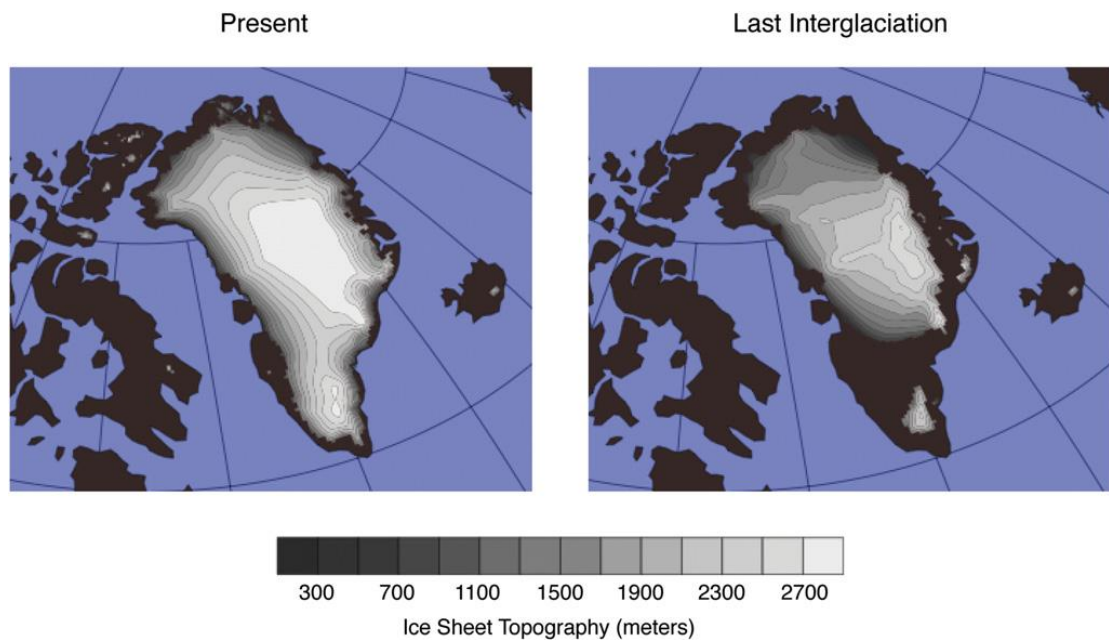 Present
Last Interglaciation
300 700 1100 1500 1900 2300 2700
Ice Sheet Topography (meters)